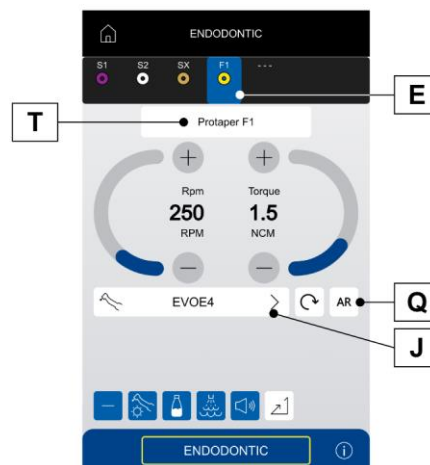 ENDODONTIC
S1 S2 SX F1 ---
E
T
Protaper F1
Rpm Torque
250 1.5
RPM NCM
EVOE4 AR
Q
J
ENDODONTIC